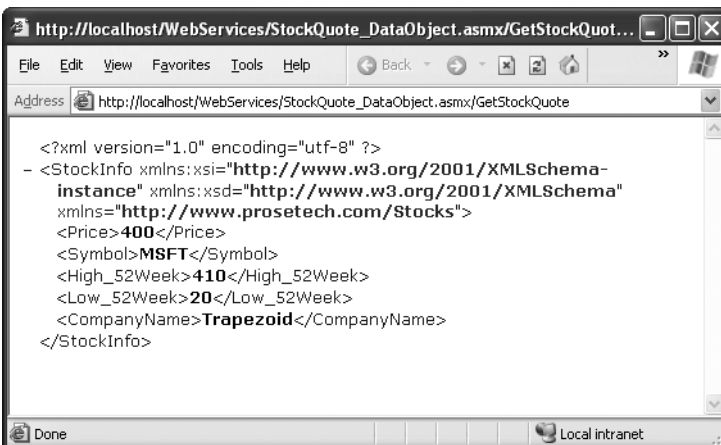 http://localhost/WebServices/StockQuote_DataObject.asmx/GetStockQuot...
File Edit View Favorites Tools Help Back »
Address http://localhost/WebServices/StockQuote_DataObject.asmx/GetStockQuote
<?xml version="1.0" encoding="utf-8" ?>
- <StockInfo xmlns:xsi="http://www.w3.org/2001/XMLSchema-
instance" xmlns:xsd="http://www.w3.org/2001/XMLSchema"
xmlns="http://www.prosetech.com/Stocks">
<Price>400</Price>
<Symbol>MSFT</Symbol>
<High_52Week>410</High_52Week>
<Low_52Week>20</Low_52Week>
<CompanyName>Trapezoid</CompanyName>
</StockInfo>
Done Local intranet